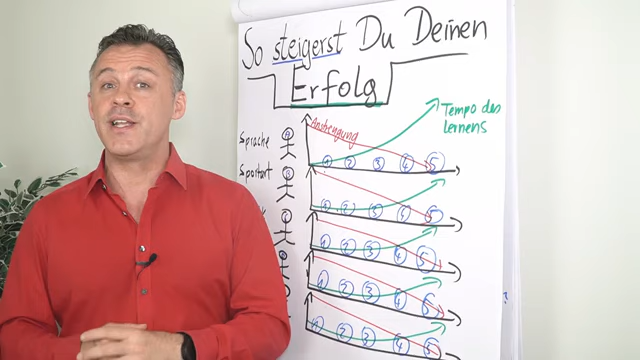 So steigerst Du Deinen
Erfolg
Tempo des
lernens
Anstrengung
Sprache A
1 2 3 4 5
Sportart B
1 2 3 4 5
1 2 3 4 5
1 2 3 4 5
1 2 3 4 5